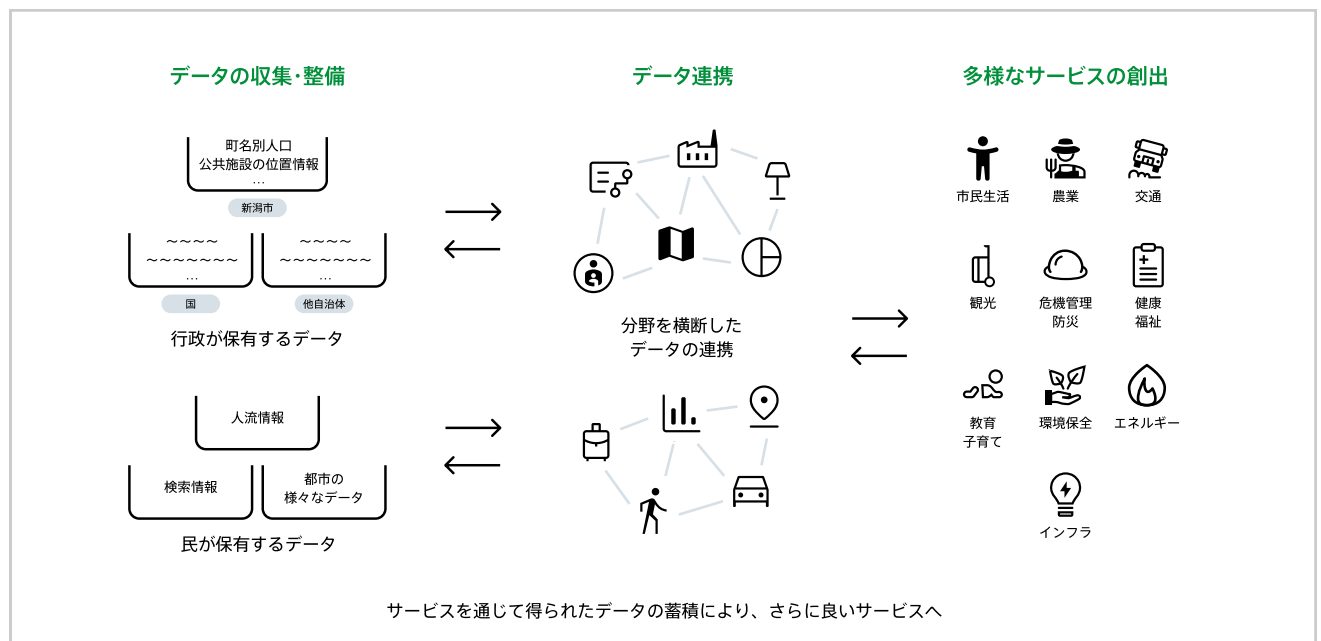 データの収集・整備
データ連携
多様なサービスの創出
町名別人口
公共施設の位置情報
…
新潟市
～～～～
～～～～～～～
…
国
～～～～
～～～～～～～
…
他自治体
行政が保有するデータ
人流情報
検索情報
都市の
様々なデータ
民が保有するデータ
分野を横断した
データの連携
市民生活
農業
交通
観光
危機管理
防災
健康
福祉
教育
子育て
環境保全
エネルギー
インフラ
サービスを通じて得られたデータの蓄積により、さらに良いサービスへ